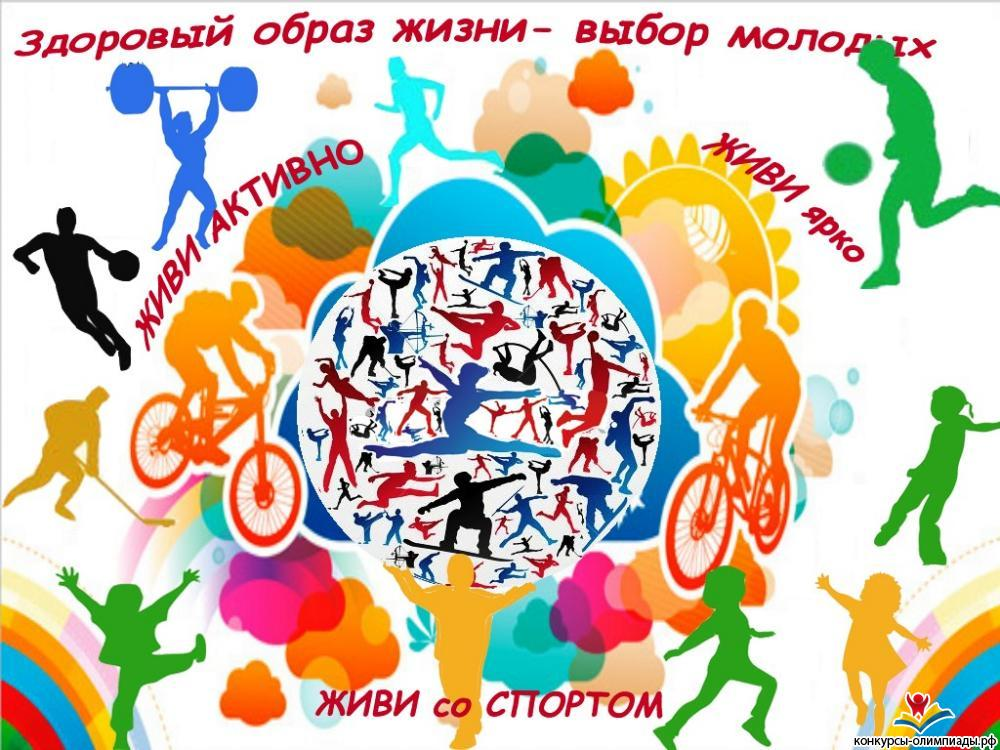 Здоровый образ жизни- выбор молодых
ЖИВИ АКТИВНО
ЖИВИ ярко
ЖИВИ со СПОРТОМ
конкурсы-олимпиады.рф